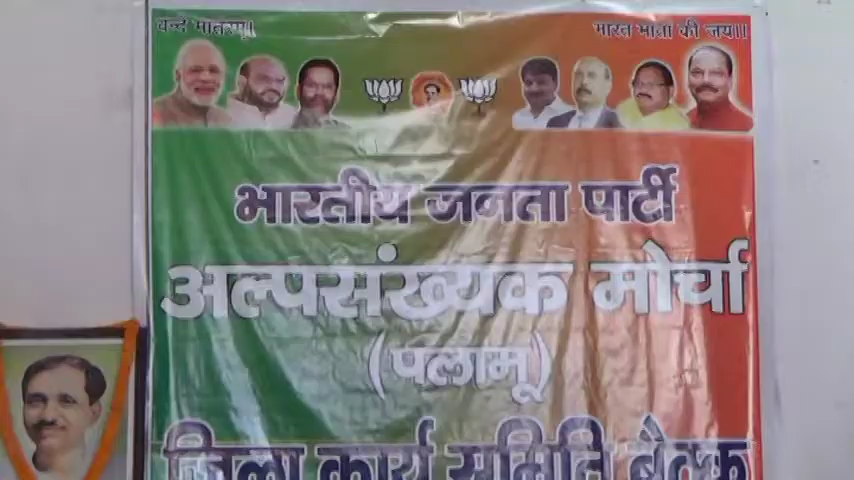 वन्दे मातरम्।।
भारत माता की जय।।
भारतीय जनता पार्टी
अल्पसंख्यक मोर्चा
(पलामू)
जिला कार्य समिति बैठक